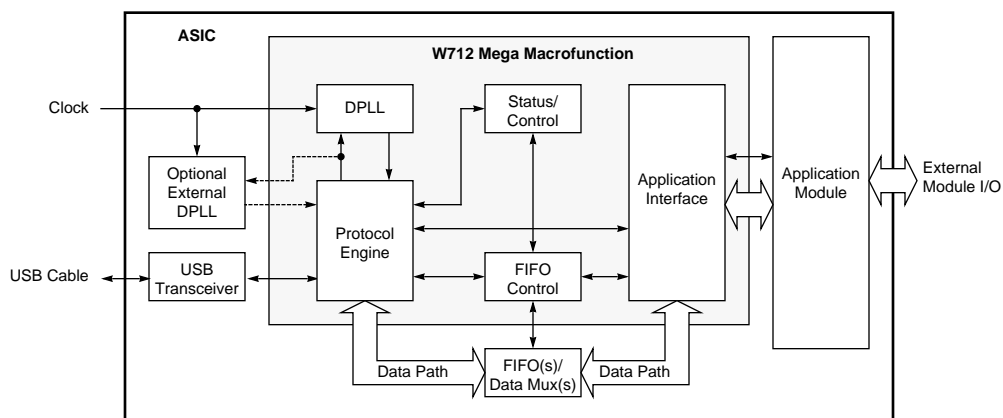 ASIC
W712 Mega Macrofunction
Clock
DPLL
Status/
Control
Optional
External
DPLL
Protocol
Engine
Application
Interface
Application
Module
External
Module I/O
USB Cable
USB
Transceiver
FIFO
Control
Data Path
FIFO(s)/
Data Mux(s)
Data Path